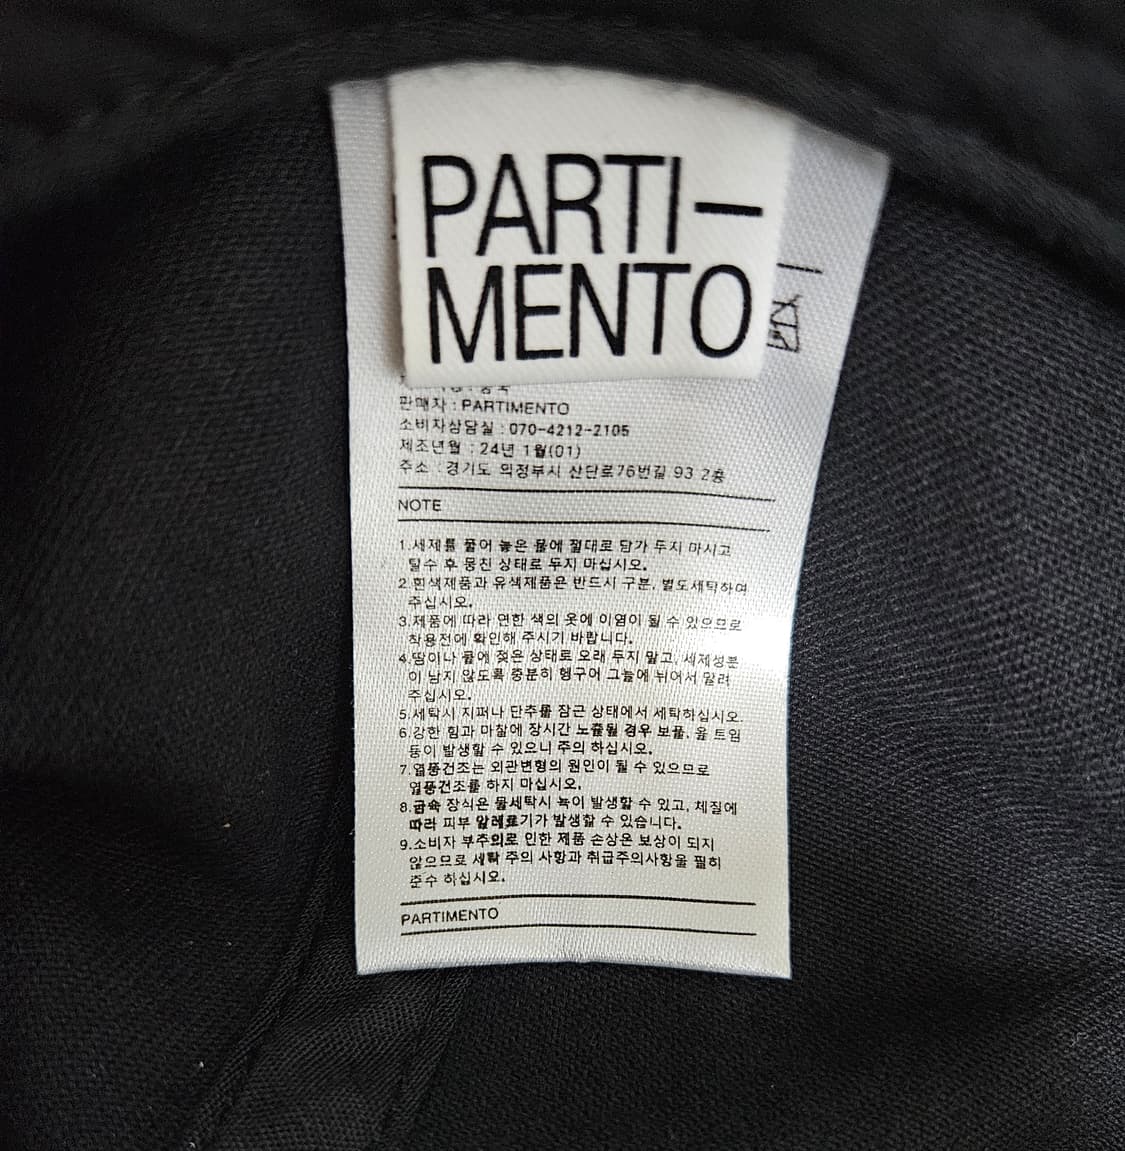 PARTI-
MENTO
판매자 : PARTIMENTO
소비자상담실 : 070-4212-2105
제조년월 : 24년 1월(01)
주소 : 경기도 의정부시 산단로76번길 93 2층
NOTE
1.세제를 풀어 놓은 물에 절대로 담가 두지 마시고
탈수 후 뭉친 상태로 두지 마십시오.
2.흰색제품과 유색제품은 반드시 구분, 별도세탁하여
주십시오.
3.제품에 따라 연한 색의 옷에 이염이 될 수 있으므로
착용전에 확인해 주시기 바랍니다.
4.땀이나 물에 젖은 상태로 오래 두지 말고, 세제성분
이 남지 않도록 충분히 헹구어 그늘에 뉘어서 말려
주십시오.
5.세탁시 지퍼나 단추를 잠근 상태에서 세탁하십시오.
6.강한 힘과 마찰에 장시간 노출될 경우 보풀, 올 트임
등이 발생할 수 있으니 주의 하십시오.
7.열풍건조는 외관변형의 원인이 될 수 있으므로
열풍건조를 하지 마십시오.
8.금속 장식은 물세탁시 녹이 발생할 수 있고, 체질에
따라 피부 알레르기가 발생할 수 있습니다.
9.소비자 부주의로 인한 제품 손상은 보상이 되지
않으므로 세탁 주의 사항과 취급주의사항을 필히
준수 하십시오.
PARTIMENTO